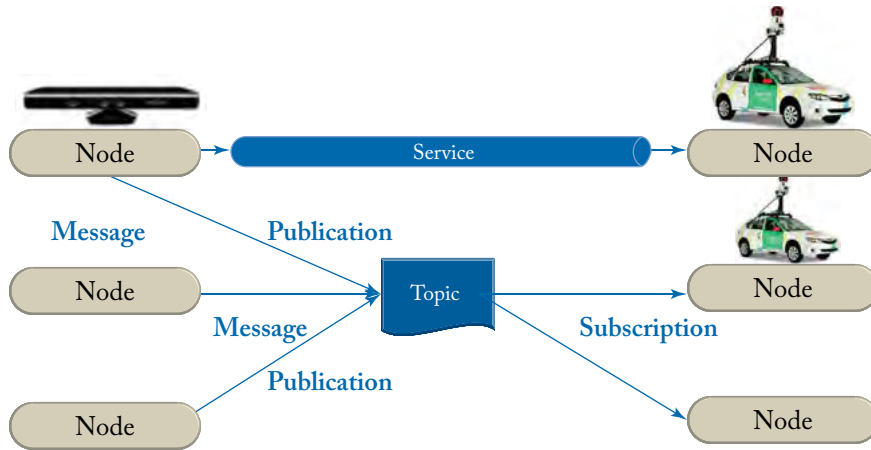 Node
Service
Node
Message
Publication
Node
Topic
Node
Message
Subscription
Publication
Node
Node